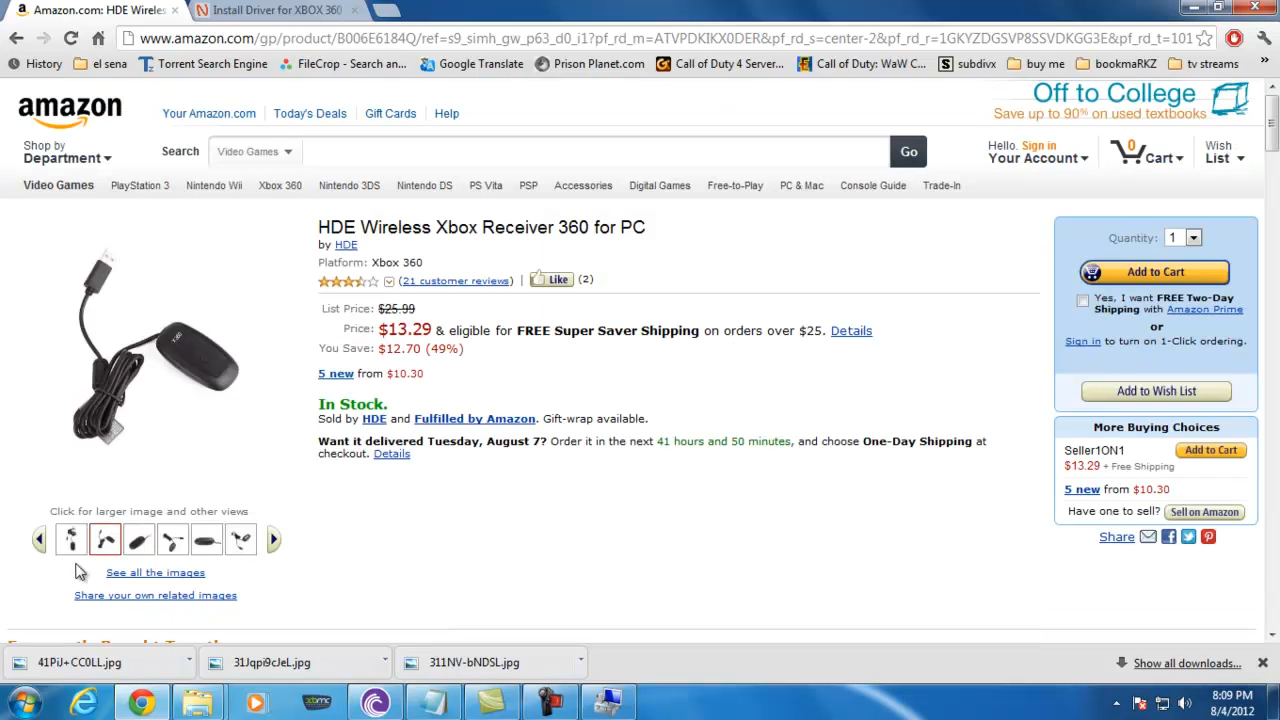 Amazon.com: HDE Wireles
Install Driver for XBOX 360
www.amazon.com/gp/product/B006E6184Q/ref=s9_simh_gw_p63_d0_i1?pf_rd_m=ATVPDKIKX0DER&pf_rd_s=center-2&pf_rd_r=1GKYZDGSVP8SSVDKGG3E&pf_rd_t=101
History
el sena
Torrent Search Engine
FileCrop - Search an...
Google Translate
Prison Planet.com
Call of Duty 4 Server...
Call of Duty: WaW C...
subdivx
buy me
bookmaRKZ
tv streams
amazon
Your Amazon.com
Today's Deals
Gift Cards
Help
Off to College
Save up to 90% on used textbooks
Shop by
Department
Search
Video Games
Go
Hello. Sign in
Your Account
0
Cart
Wish
List
Video Games
PlayStation 3
Nintendo Wii
Xbox 360
Nintendo 3DS
Nintendo DS
PS Vita
PSP
Accessories
Digital Games
Free-to-Play
PC & Mac
Console Guide
Trade-In
HDE Wireless Xbox Receiver 360 for PC
by HDE
Platform: Xbox 360
(21 customer reviews) | Like (2)
List Price: $25.99
Price: $13.29 & eligible for FREE Super Saver Shipping on orders over $25. Details
You Save: $12.70 (49%)
5 new from $10.30
In Stock.
Sold by HDE and Fulfilled by Amazon. Gift-wrap available.
Want it delivered Tuesday, August 7? Order it in the next 41 hours and 50 minutes, and choose One-Day Shipping at
checkout. Details
X360
Click for larger image and other views
See all the images
Share your own related images
Quantity: 1
Add to Cart
Yes, I want FREE Two-Day
Shipping with Amazon Prime
or
Sign in to turn on 1-Click ordering.
Add to Wish List
More Buying Choices
Seller1ON1
Add to Cart
$13.29 + Free Shipping
5 new from $10.30
Have one to sell? Sell on Amazon
Share
41PiJ+CC0LL.jpg
31Jqpi9cJeL.jpg
311NV-bNDSL.jpg
Show all downloads...
xbmc
8:09 PM
8/4/2012